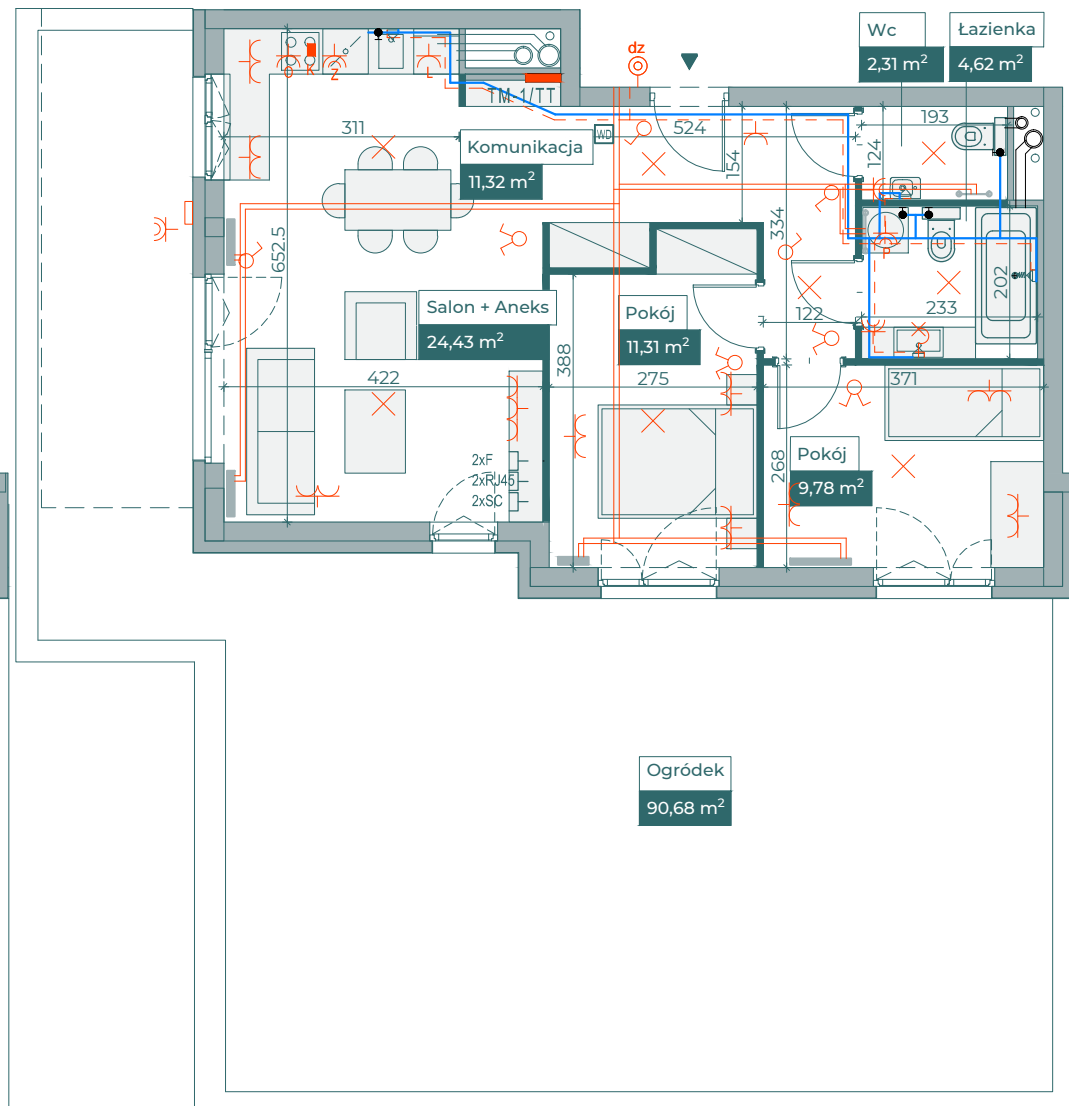 Wc
2,31 m²
Łazienka
4,62 m²
dz
O
K
Z
L
TM-1/TT
311
WD
524
193
124
154
Komunikacja
11,32 m²
334
652.5
P
202
233
122
Salon + Aneks
24,43 m²
Pokój
11,31 m²
388
422
275
371
2xF
2xRJ45
2xSC
268
Pokój
9,78 m²
Ogródek
90,68 m²